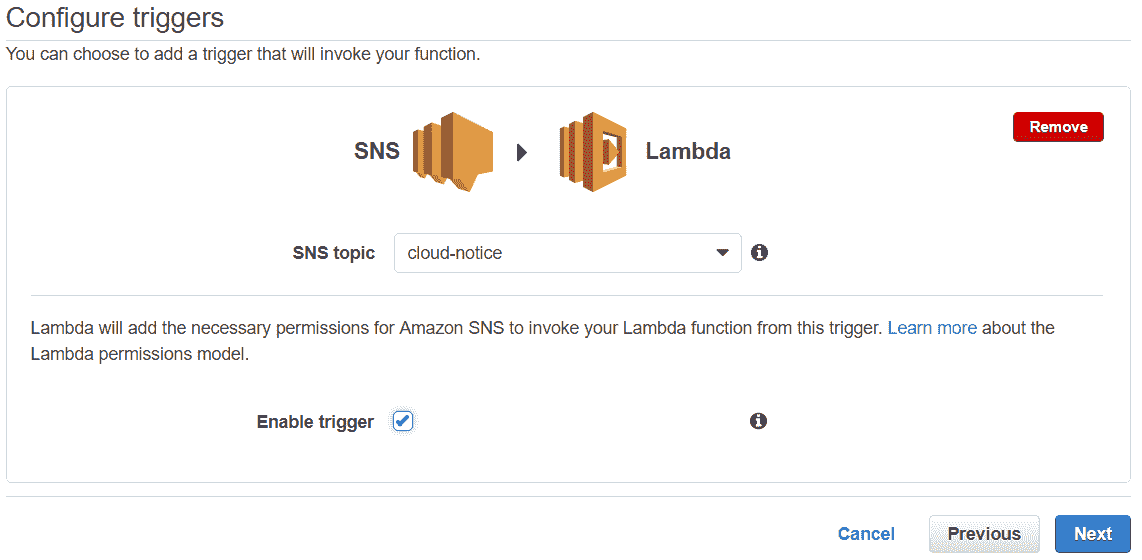 Configure triggers
You can choose to add a trigger that will invoke your function.
SNS
Lambda
Remove
SNS topic
cloud-notice
Lambda will add the necessary permissions for Amazon SNS to invoke your Lambda function from this trigger. Learn more about the
Lambda permissions model.
Enable trigger
Cancel
Previous
Next